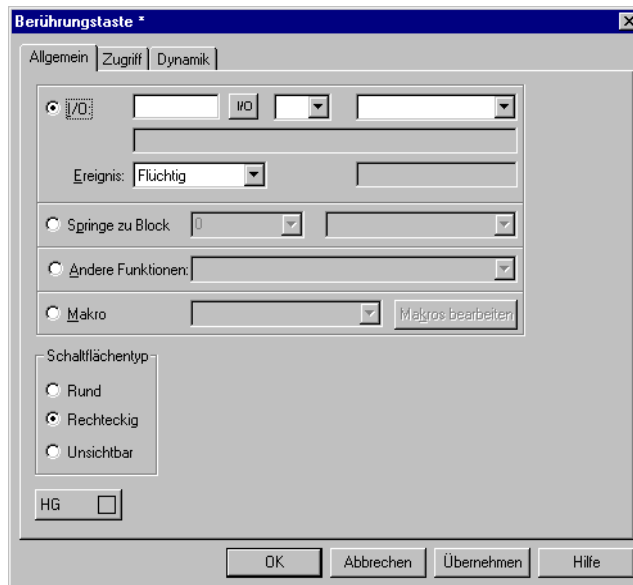 Berührungstaste *
Allgemein Zugriff Dynamik
I/O: I/O
Ereignis: Flüchtig
Springe zu Block 0
Andere Funktionen:
Makro Makros bearbeiten
Schaltflächentyp
Rund
Rechteckig
Unsichtbar
HG
OK Abbrechen Übernehmen Hilfe